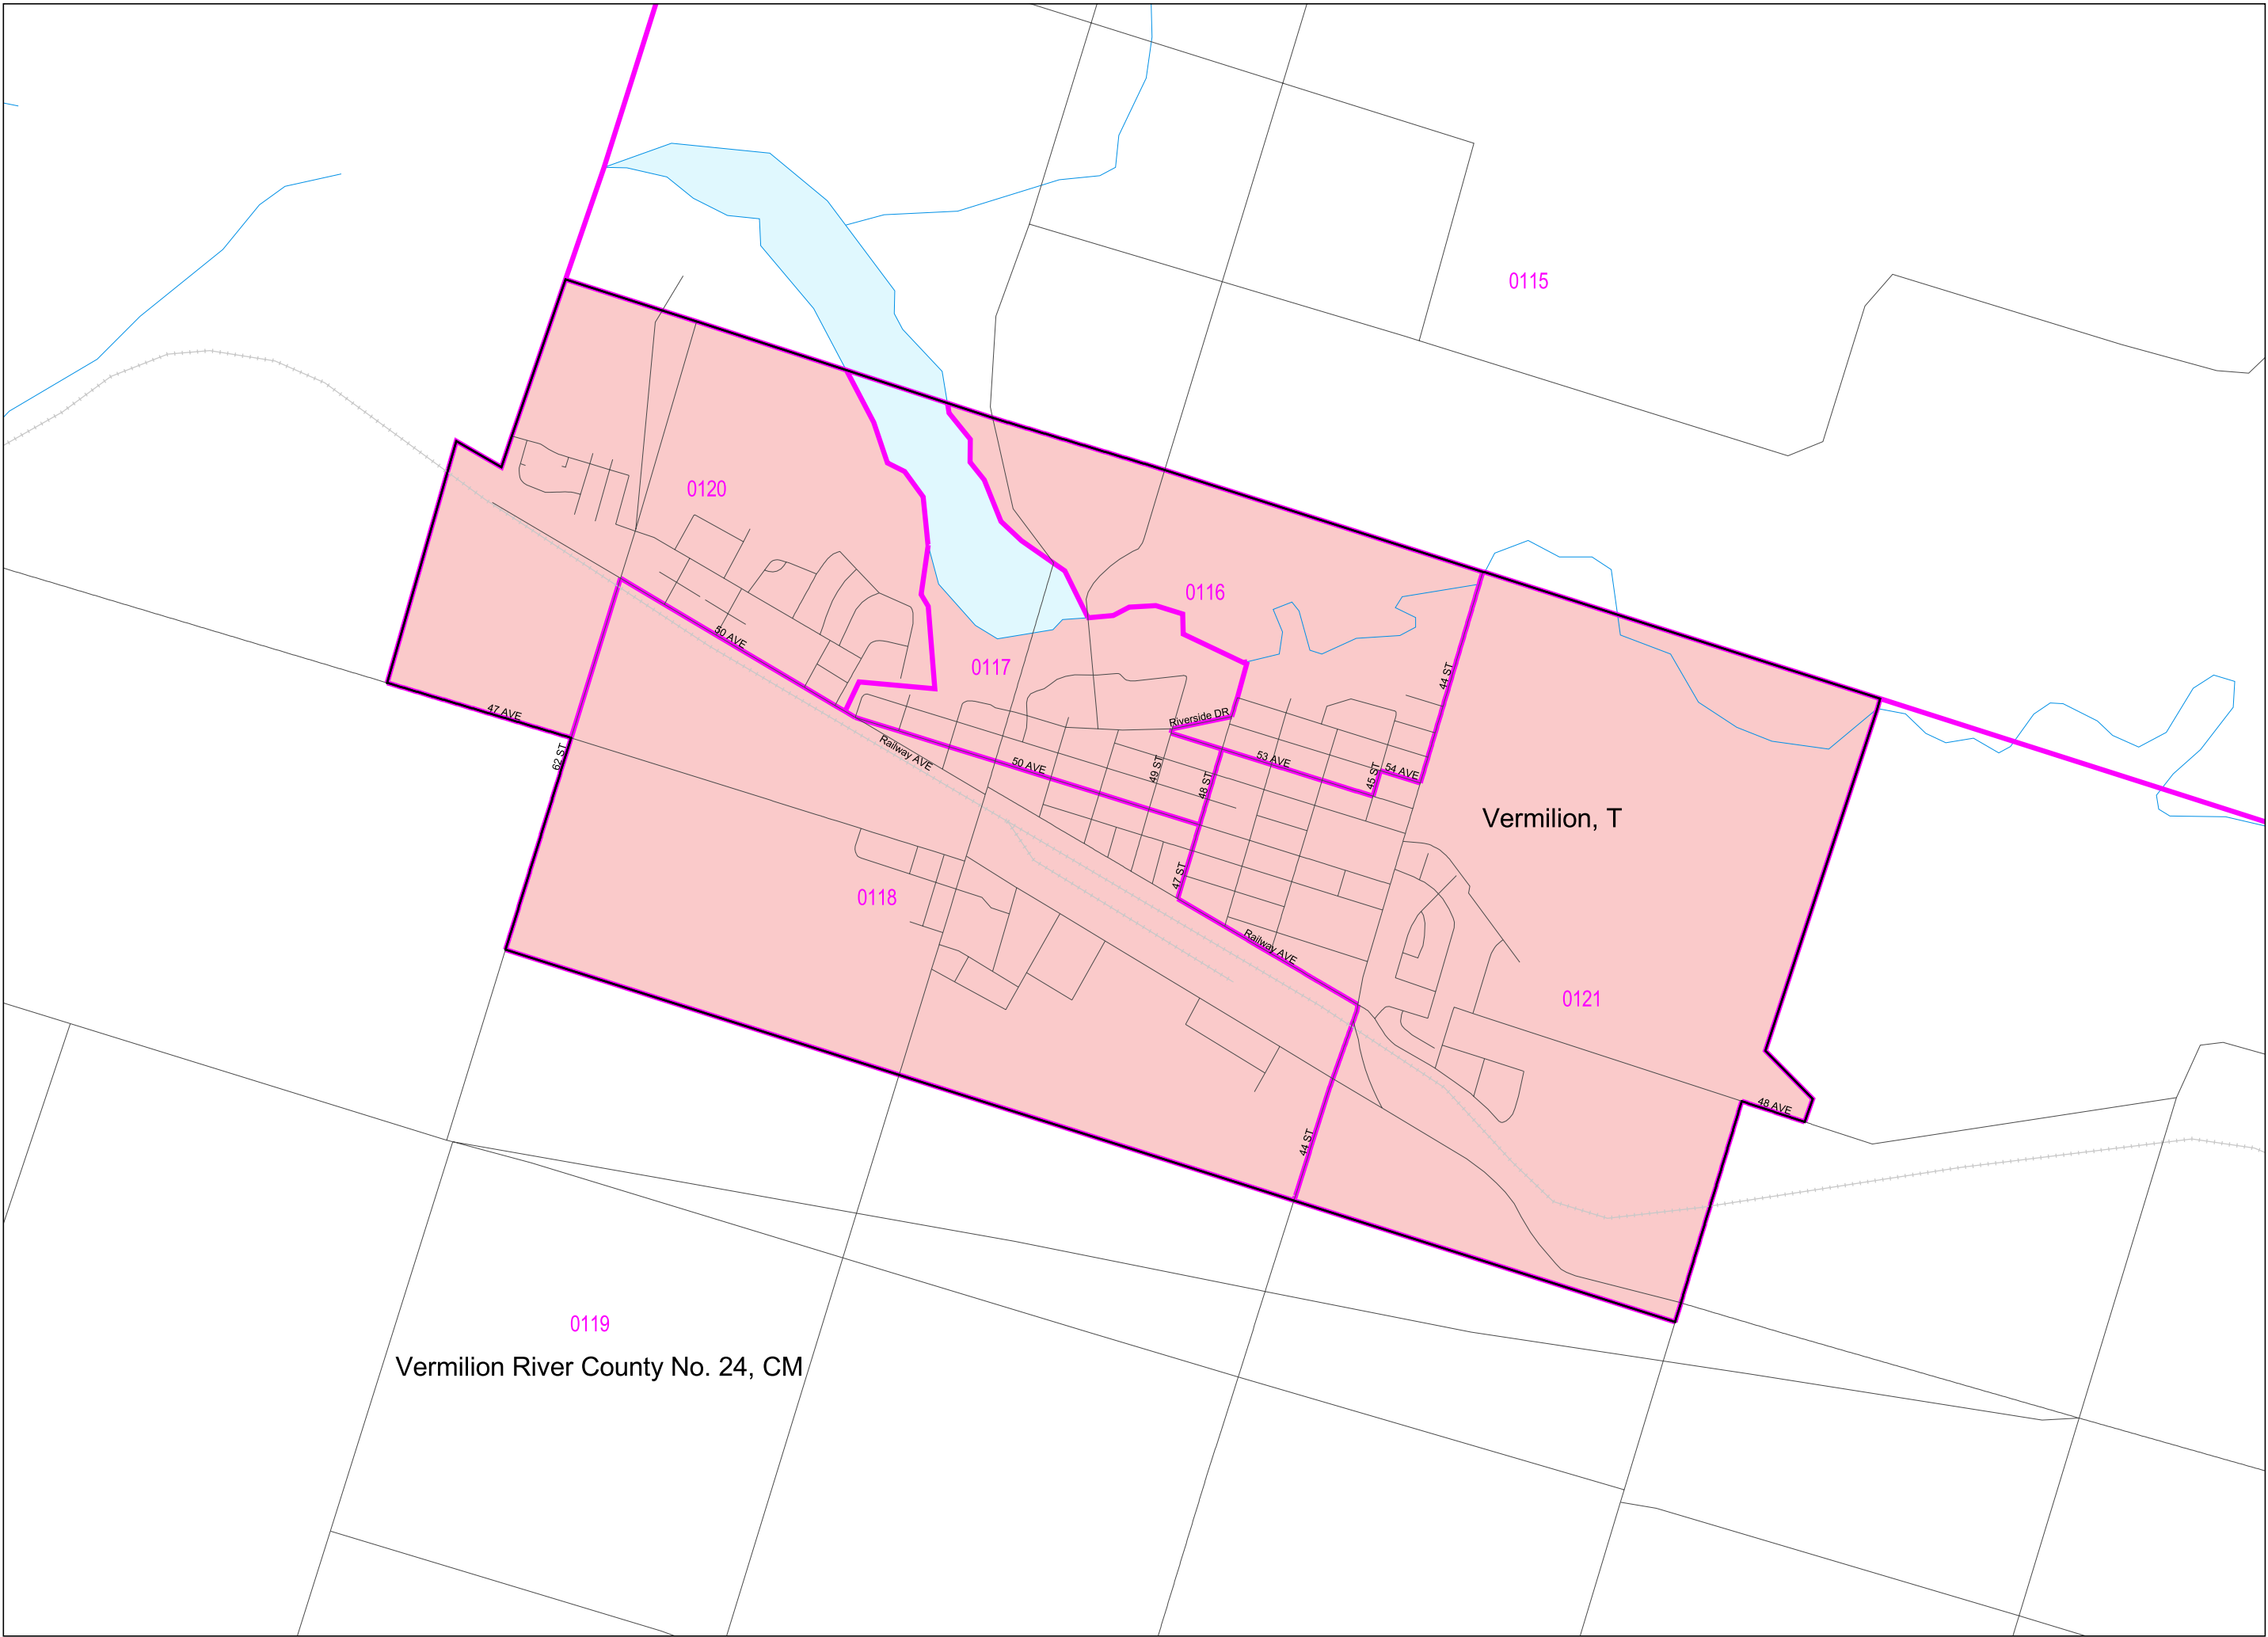 0115
0120
0116
50 AVE
0117
44 ST
47 AVE
Riverside DR
62 ST
Railway AVE
50 AVE
49 ST
48 ST
53 AVE
45 ST
54 AVE
Vermilion, T
47 ST
0118
Railway AVE
0121
48 AVE
44 ST
0119
Vermilion River County No. 24, CM